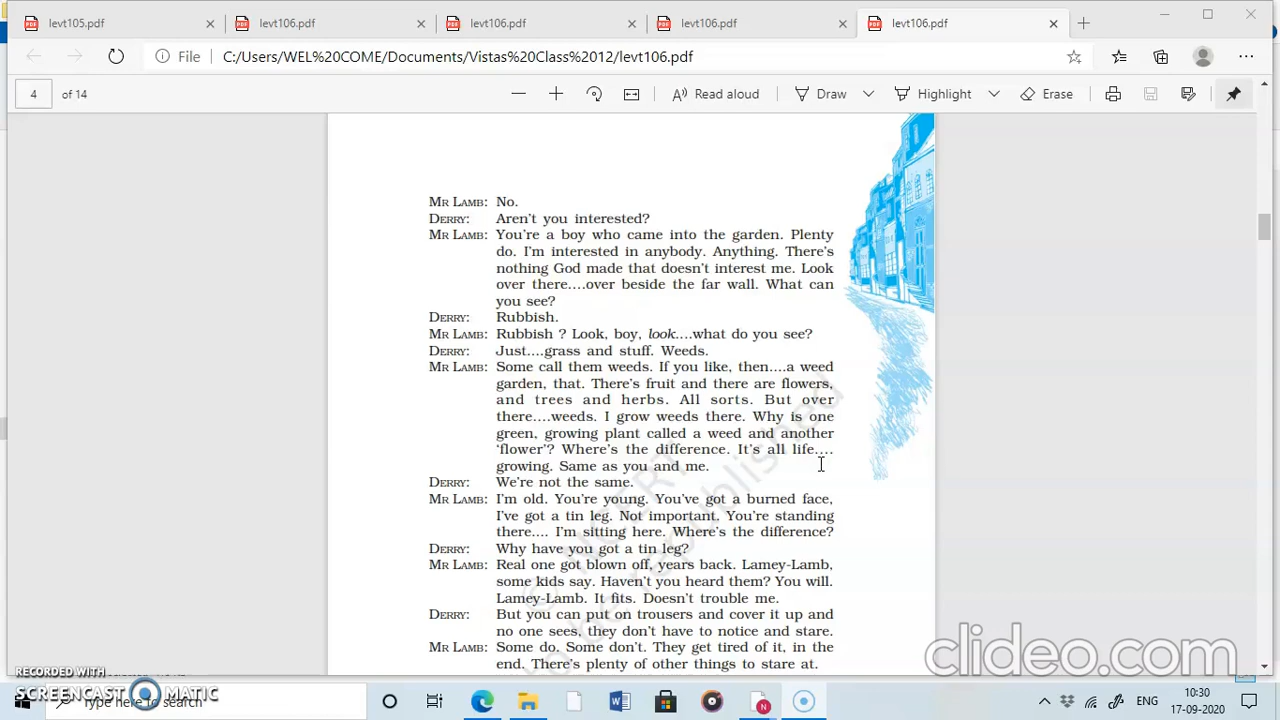 levt105.pdf
levt106.pdf
levt106.pdf
levt106.pdf
levt106.pdf
File C:/Users/WEL%20COME/Documents/Vistas%20Class%2012/levt106.pdf
4 of 14
Read aloud
Draw
Highlight
Erase
MR LAMB: No.
DERRY: Aren't you interested?
MR LAMB: You're a boy who came into the garden. Plenty
do. I'm interested in anybody. Anything. There's
nothing God made that doesn't interest me. Look
over there....over beside the far wall. What can
you see?
DERRY: Rubbish.
MR LAMB: Rubbish ? Look, boy, look....what do you see?
DERRY: Just....grass and stuff. Weeds.
MR LAMB: Some call them weeds. If you like, then....a weed
garden, that. There's fruit and there are flowers,
and trees and herbs. All sorts. But over
there....weeds. I grow weeds there. Why is one
green, growing plant called a weed and another
‘flower’? Where's the difference. It's all life....
growing. Same as you and me.
DERRY: We're not the same.
MR LAMB: I'm old. You're young. You've got a burned face,
I've got a tin leg. Not important. You're standing
there.... I'm sitting here. Where's the difference?
DERRY: Why have you got a tin leg?
MR LAMB: Real one got blown off, years back. Lamey-Lamb,
some kids say. Haven't you heard them? You will.
Lamey-Lamb. It fits. Doesn't trouble me.
DERRY: But you can put on trousers and cover it up and
no one sees, they don't have to notice and stare.
MR LAMB: Some do. Some don't. They get tired of it, in the
end. There's plenty of other things to stare at.
© NCERT
be republished
clideo.com
RECORDED WITH
SCREENCAST MATIC
Type here to search
ENG
10:30
17-09-2020